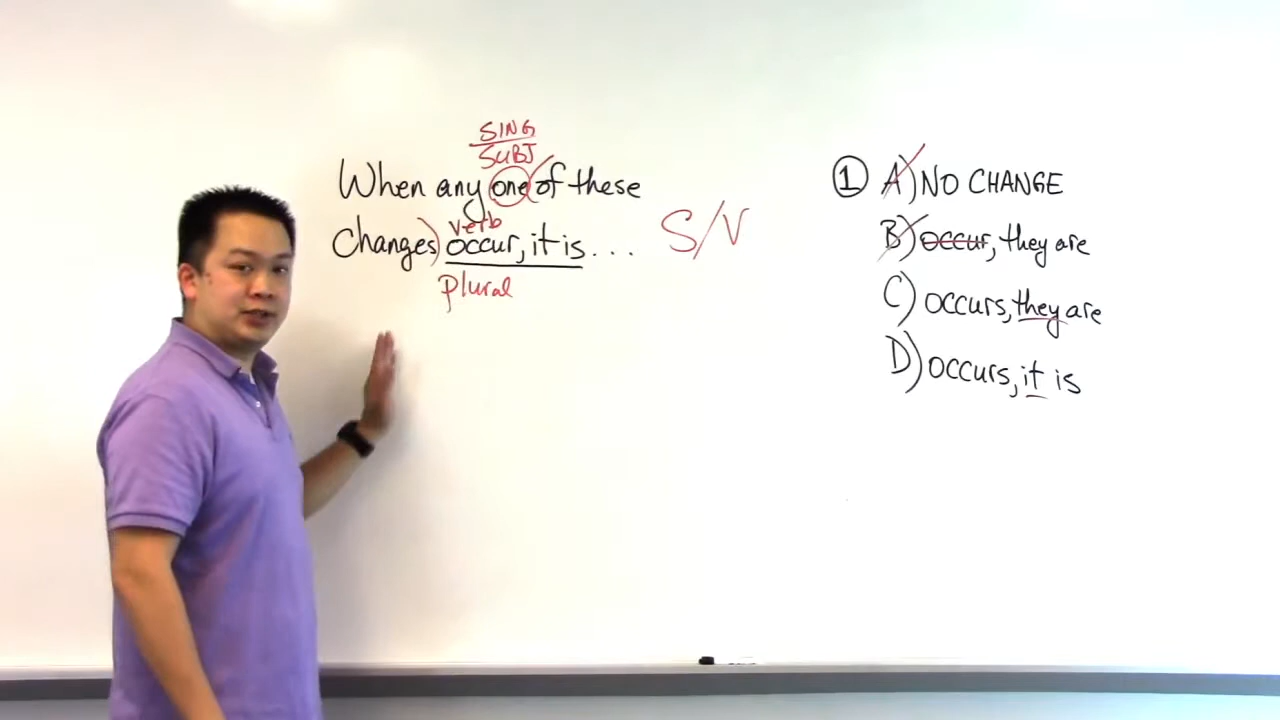 SING
SUBJ
When any one (of these
verb
changes) occur, it is ...
plural
S/V
1 A) NO CHANGE
B) occur, they are
C) occurs, they are
D) occurs, it is